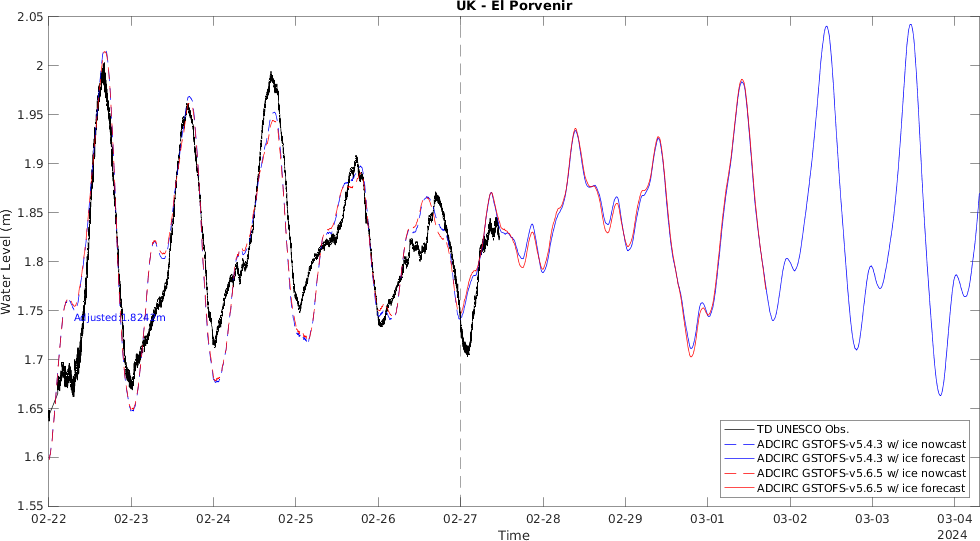 UK - El Porvenir
2.05
2
1.95
1.9
1.85
1.8
1.75
1.7
1.65
1.6
1.55
Water Level (m)
Adjusted:1.8242m
TD UNESCO Obs.
ADCIRC GSTOFS-v5.4.3 w/ ice nowcast
ADCIRC GSTOFS-v5.4.3 w/ ice forecast
ADCIRC GSTOFS-v5.6.5 w/ ice nowcast
ADCIRC GSTOFS-v5.6.5 w/ ice forecast
02-22 02-23 02-24 02-25 02-26 02-27 02-28 02-29 03-01 03-02 03-03 03-04
Time
2024